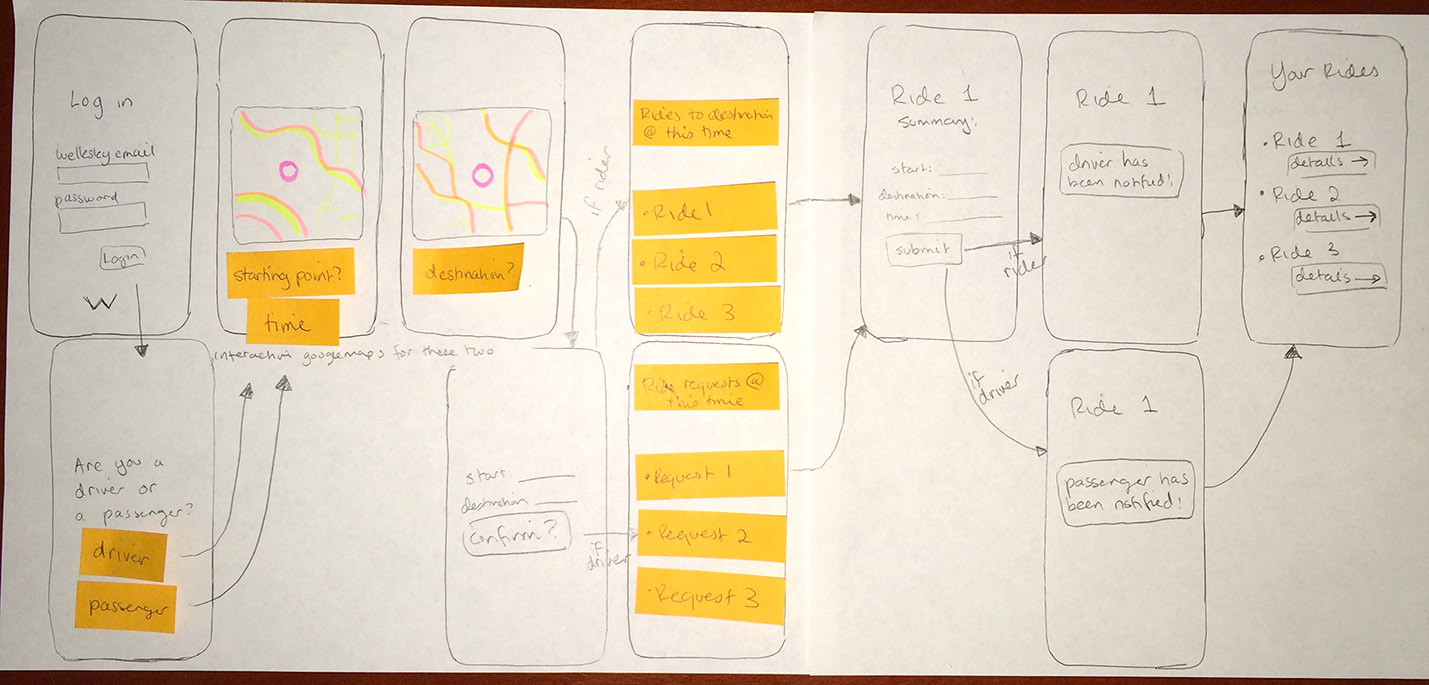 Log in
wellesley email
password
Login
W
Are you a
driver or
a passenger?
driver
passenger
starting point?
time
destination?
interaction googlemaps for these two
start:
destination
Confirm?
if rider
if driver
Rides to destination
@ this time
• Ride 1
• Ride 2
• Ride 3
Ride requests @
this time
• Request 1
• Request 2
• Request 3
Ride 1
Summary:
start:
destination:
time:
submit
if rider
if driver
Ride 1
driver has
been notified!
Ride 1
passenger has
been notified!
Your Rides
• Ride 1
details →
• Ride 2
details →
• Ride 3
details →